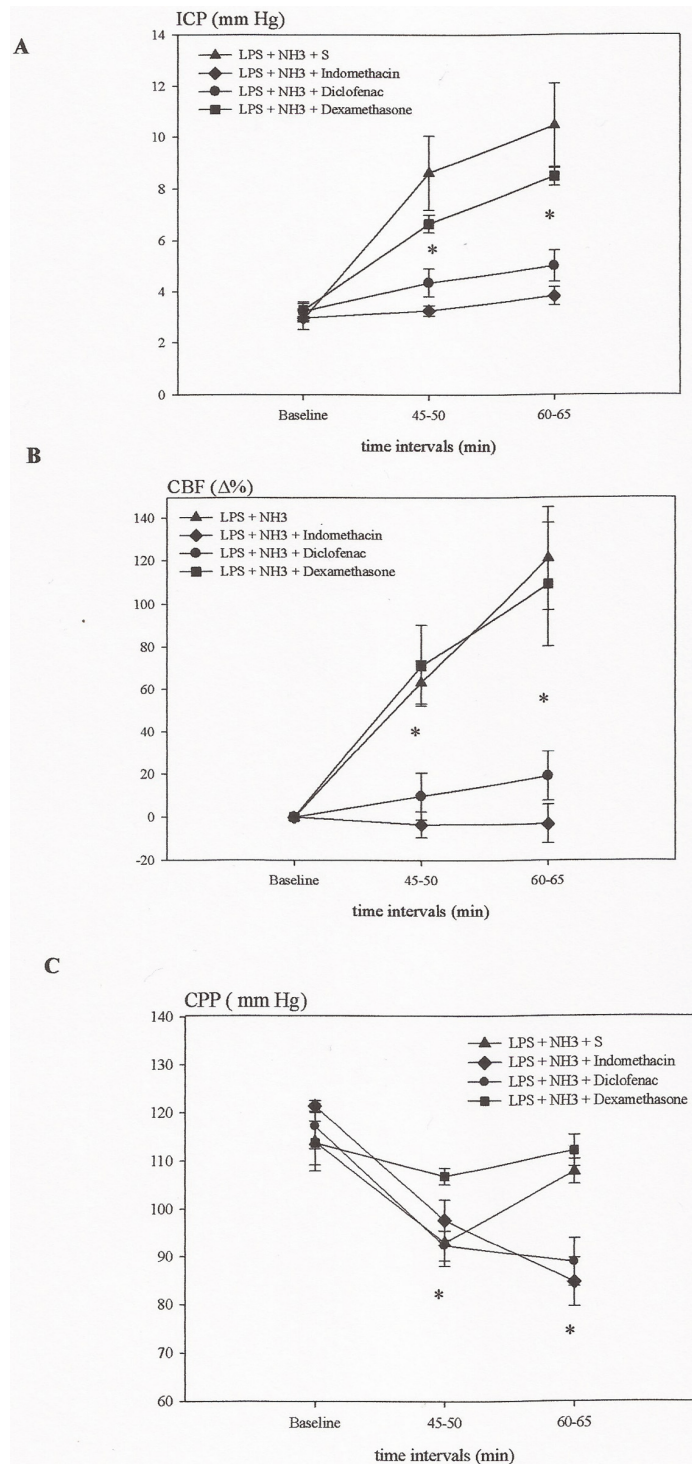 A
ICP (mm Hg)
14
12
10
8
6
4
2
0
LPS + NH3 + S
LPS + NH3 + Indomethacin
LPS + NH3 + Diclofenac
LPS + NH3 + Dexamethasone
*
*
Baseline
45-50
60-65
time intervals (min)
B
CBF (Δ%)
140
120
100
80
60
40
20
0
-20
LPS + NH3
LPS + NH3 + Indomethacin
LPS + NH3 + Diclofenac
LPS + NH3 + Dexamethasone
*
*
Baseline
45-50
60-65
time intervals (min)
C
CPP ( mm Hg)
140
130
120
110
100
90
80
70
60
LPS + NH3 + S
LPS + NH3 + Indomethacin
LPS + NH3 + Diclofenac
LPS + NH3 + Dexamethasone
*
*
Baseline
45-50
60-65
time intervals (min)